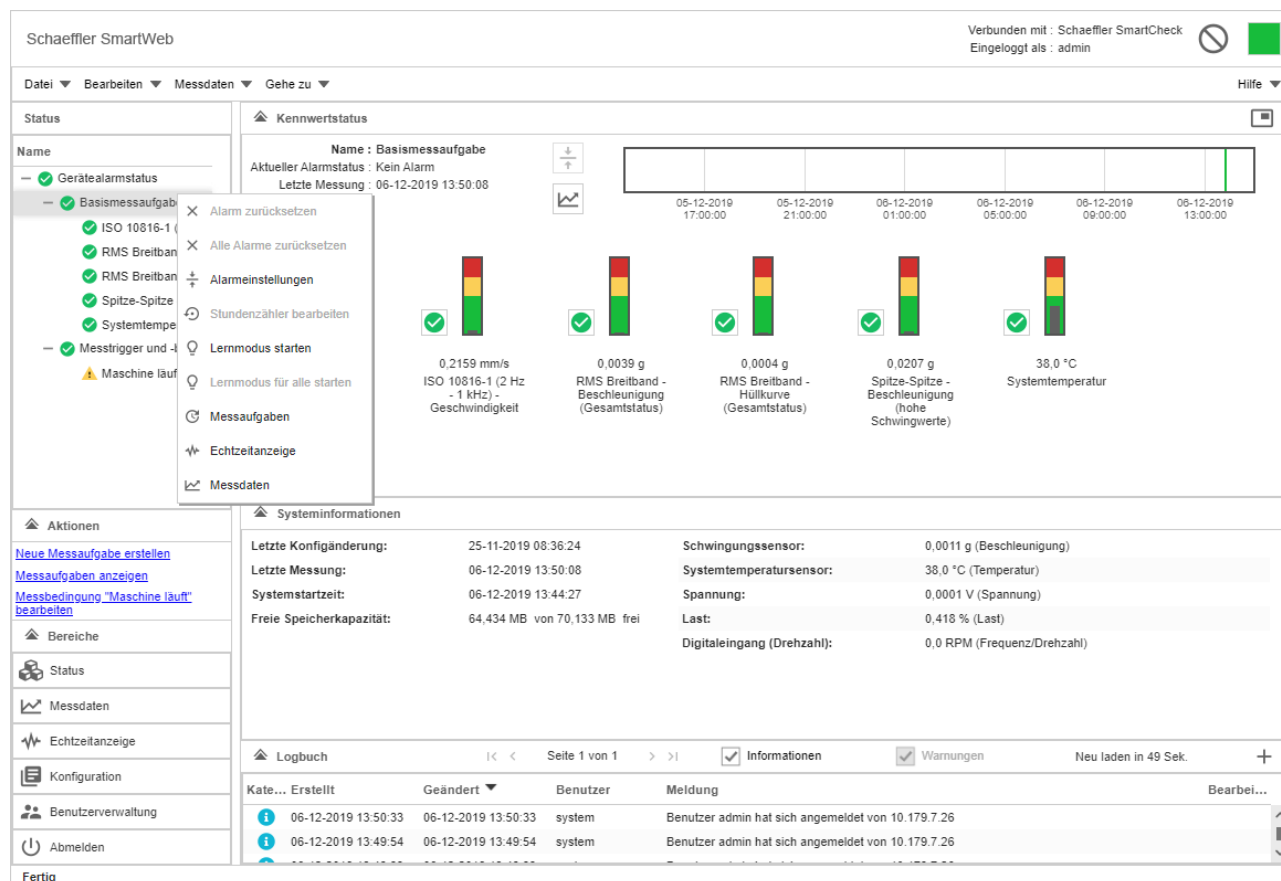 Schaeffler SmartWeb
Verbunden mit : Schaeffler SmartCheck
Eingeloggt als : admin
Datei Bearbeiten Messdaten Gehe zu Hilfe
Status
Name
Gerätealarmstatus
Basismessaufgabe
ISO 10816-1 (
RMS Breitban
RMS Breitban
Spitze-Spitze
Systemtempe
Messtrigger und
Maschine läuf
Alarm zurücksetzen
Alle Alarme zurücksetzen
Alarmeinstellungen
Stundenzähler bearbeiten
Lernmodus starten
Lernmodus für alle starten
Messaufgaben
Echtzeitanzeige
Messdaten
Aktionen
Neue Messaufgabe erstellen
Messaufgaben anzeigen
Messbedingung "Maschine läuft"
bearbeiten
Bereiche
Status
Messdaten
Echtzeitanzeige
Konfiguration
Benutzerverwaltung
Abmelden
Kennwertstatus
Name : Basismessaufgabe
Aktueller Alarmstatus : Kein Alarm
Letzte Messung : 06-12-2019 13:50:08
05-12-2019 05-12-2019 06-12-2019 06-12-2019 06-12-2019 06-12-2019
17:00:00 21:00:00 01:00:00 05:00:00 09:00:00 13:00:00
0,2159 mm/s
ISO 10816-1 (2 Hz
- 1 kHz) -
Geschwindigkeit
0,0039 g
RMS Breitband -
Beschleunigung
(Gesamtstatus)
0,0004 g
RMS Breitband -
Hüllkurve
(Gesamtstatus)
0,0207 g
Spitze-Spitze -
Beschleunigung
(hohe
Schwingwerte)
38,0 °C
Systemtemperatur
Systeminformationen
Letzte Konfigänderung: 25-11-2019 08:36:24
Letzte Messung: 06-12-2019 13:50:08
Systemstartzeit: 06-12-2019 13:44:27
Freie Speicherkapazität: 64,434 MB von 70,133 MB frei
Schwingungssensor: 0,0011 g (Beschleunigung)
Systemtemperatursensor: 38,0 °C (Temperatur)
Spannung: 0,0001 V (Spannung)
Last: 0,418 % (Last)
Digitaleingang (Drehzahl): 0,0 RPM (Frequenz/Drehzahl)
Logbuch Seite 1 von 1 Informationen Warnungen Neu laden in 49 Sek.
Kate... Erstellt Geändert Benutzer Meldung Bearbei...
06-12-2019 13:50:33 06-12-2019 13:50:33 system Benutzer admin hat sich angemeldet von 10.179.7.26
06-12-2019 13:49:54 06-12-2019 13:49:54 system Benutzer admin hat sich angemeldet von 10.179.7.26
Fertig